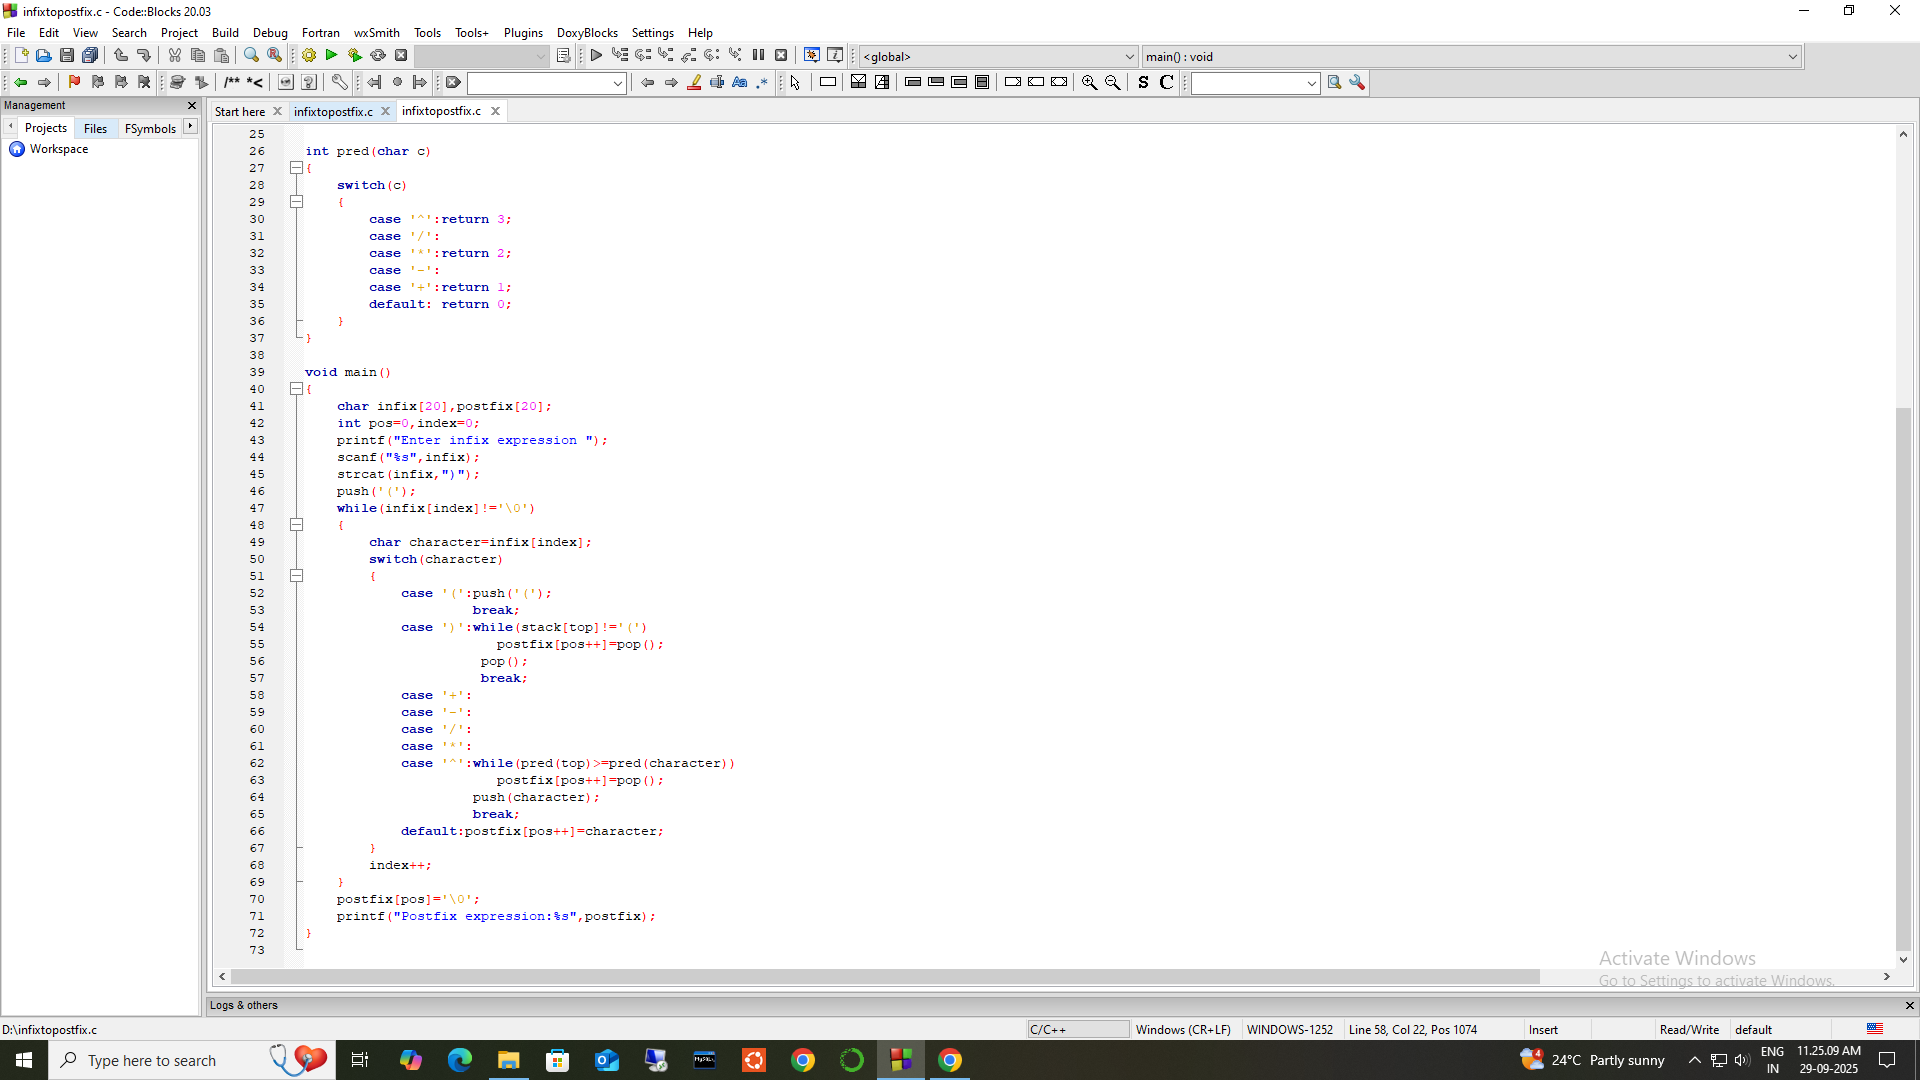 infixtopostfix.c - Code::Blocks 20.03
File Edit View Search Project Build Debug Fortran wxSmith Tools Tools+ Plugins DoxyBlocks Settings Help
<global> main() : void
/** *< Aa .* S C
Management
Projects Files FSymbols
Workspace
Start here infixtopostfix.c infixtopostfix.c
25
26 int pred(char c)
27 {
28 switch(c)
29 {
30 case '^':return 3;
31 case '/':
32 case '*':return 2;
33 case '-':
34 case '+':return 1;
35 default: return 0;
36 }
37 }
38
39 void main()
40 {
41 char infix[20],postfix[20];
42 int pos=0,index=0;
43 printf("Enter infix expression ");
44 scanf("%s",infix);
45 strcat(infix,")");
46 push('(');
47 while(infix[index]!='\0')
48 {
49 char character=infix[index];
50 switch(character)
51 {
52 case '(':push('(');
53 break;
54 case ')':while(stack[top]!='(')
55 postfix[pos++]=pop();
56 pop();
57 break;
58 case '+':
59 case '-':
60 case '/':
61 case '*':
62 case '^':while(pred(top)>=pred(character))
63 postfix[pos++]=pop();
64 push(character);
65 break;
66 default:postfix[pos++]=character;
67 }
68 index++;
69 }
70 postfix[pos]='\0';
71 printf("Postfix expression:%s",postfix);
72 }
73
Activate Windows
Go to Settings to activate Windows.
Logs & others
D:\infixtopostfix.c C/C++ Windows (CR+LF) WINDOWS-1252 Line 58, Col 22, Pos 1074 Insert Read/Write default
Type here to search
MySQL
4
24°C Partly sunny
ENG
IN
11.25.09 AM
29-09-2025